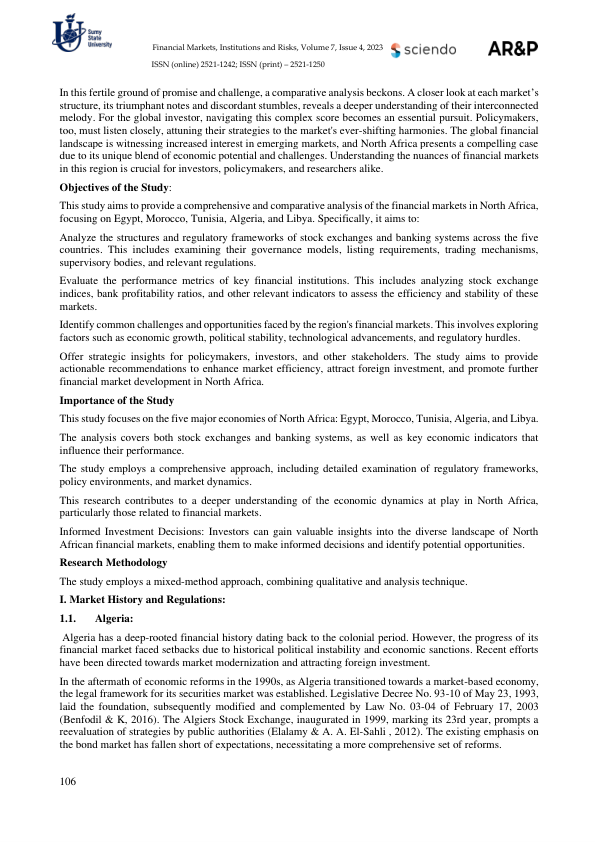 Sumy
State
University
Financial Markets, Institutions and Risks, Volume 7, Issue 4, 2023
sciendo
AR&P
ISSN (online) 2521-1242; ISSN (print) – 2521-1250
In this fertile ground of promise and challenge, a comparative analysis beckons. A closer look at each market's
structure, its triumphant notes and discordant stumbles, reveals a deeper understanding of their interconnected
melody. For the global investor, navigating this complex score becomes an essential pursuit. Policymakers,
too, must listen closely, attuning their strategies to the market's ever-shifting harmonies. The global financial
landscape is witnessing increased interest in emerging markets, and North Africa presents a compelling case
due to its unique blend of economic potential and challenges. Understanding the nuances of financial markets
in this region is crucial for investors, policymakers, and researchers alike.
Objectives of the Study:
This study aims to provide a comprehensive and comparative analysis of the financial markets in North Africa,
focusing on Egypt, Morocco, Tunisia, Algeria, and Libya. Specifically, it aims to:
Analyze the structures and regulatory frameworks of stock exchanges and banking systems across the five
countries. This includes examining their governance models, listing requirements, trading mechanisms,
supervisory bodies, and relevant regulations.
Evaluate the performance metrics of key financial institutions. This includes analyzing stock exchange
indices, bank profitability ratios, and other relevant indicators to assess the efficiency and stability of these
markets.
Identify common challenges and opportunities faced by the region's financial markets. This involves exploring
factors such as economic growth, political stability, technological advancements, and regulatory hurdles.
Offer strategic insights for policymakers, investors, and other stakeholders. The study aims to provide
actionable recommendations to enhance market efficiency, attract foreign investment, and promote further
financial market development in North Africa.
Importance of the Study
This study focuses on the five major economies of North Africa: Egypt, Morocco, Tunisia, Algeria, and Libya.
The analysis covers both stock exchanges and banking systems, as well as key economic indicators that
influence their performance.
The study employs a comprehensive approach, including detailed examination of regulatory frameworks,
policy environments, and market dynamics.
This research contributes to a deeper understanding of the economic dynamics at play in North Africa,
particularly those related to financial markets.
Informed Investment Decisions: Investors can gain valuable insights into the diverse landscape of North
African financial markets, enabling them to make informed decisions and identify potential opportunities.
Research Methodology
The study employs a mixed-method approach, combining qualitative and analysis technique.
I. Market History and Regulations:
1.1. Algeria:
Algeria has a deep-rooted financial history dating back to the colonial period. However, the progress of its
financial market faced setbacks due to historical political instability and economic sanctions. Recent efforts
have been directed towards market modernization and attracting foreign investment.
In the aftermath of economic reforms in the 1990s, as Algeria transitioned towards a market-based economy,
the legal framework for its securities market was established. Legislative Decree No. 93-10 of May 23, 1993,
laid the foundation, subsequently modified and complemented by Law No. 03-04 of February 17, 2003
(Benfodil & K, 2016). The Algiers Stock Exchange, inaugurated in 1999, marking its 23rd year, prompts a
reevaluation of strategies by public authorities (Elalamy & A. A. El-Sahli , 2012). The existing emphasis on
the bond market has fallen short of expectations, necessitating a more comprehensive set of reforms.
106